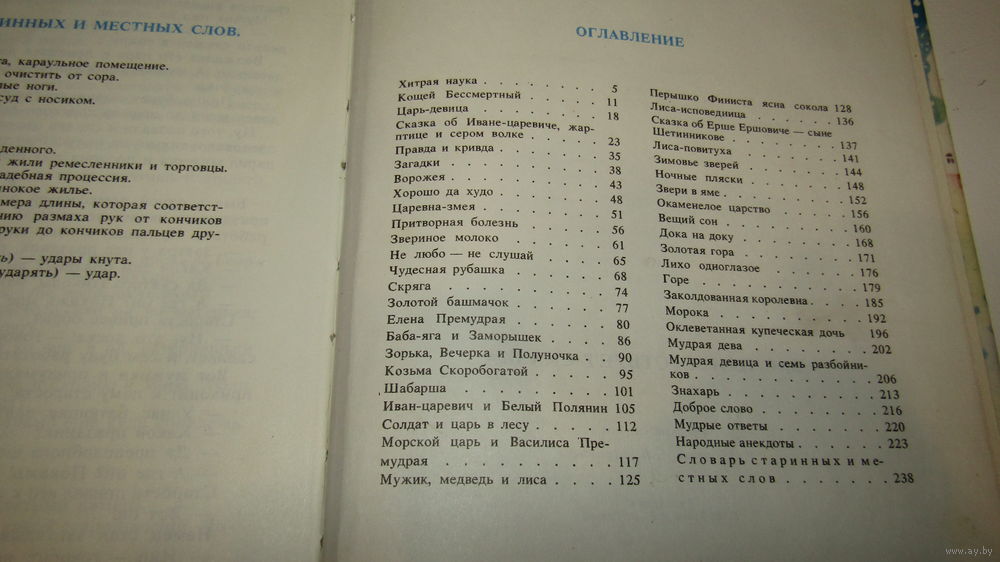 ИННЫХ И МЕСТНЫХ СЛОВ.
та, караульное помещение.
очистить от сора.
ые ноги.
суд с носиком.
деленного.
жили ремесленники и торговцы.
адебная процессия.
инокое жилье.
мера длины, которая соответст-
нию размаха рук от кончиков
руки до кончиков пальцев дру-
ь) — удары кнута.
ударять) — удар.
ОГЛАВЛЕНИЕ
Хитрая наука . . . . . . . 5
Кощей Бессмертный . . . . . 11
Царь-девица . . . . . . . 18
Сказка об Иване-царевиче, жар-
птице и сером волке . . . . 23
Правда и кривда . . . . . . 35
Загадки . . . . . . . . 38
Ворожея . . . . . . . . 43
Хорошо да худо . . . . . . 48
Царевна-змея . . . . . . . 51
Притворная болезнь . . . . . 56
Звериное молоко . . . . . . 61
Не любо — не слушай . . . . 65
Чудесная рубашка . . . . . 68
Скряга . . . . . . . . 74
Золотой башмачок . . . . . 77
Елена Премудрая . . . . . . 80
Баба-яга и Заморышек . . . . 86
Зорька, Вечерка и Полуночка . . 90
Козьма Скоробогатой . . . . . 95
Шабарша . . . . . . . . 101
Иван-царевич и Белый Полянин 105
Солдат и царь в лесу . . . . . 112
Морской царь и Василиса Пре-
мудрая . . . . . . . . . 117
Мужик, медведь и лиса . . . . 125
Перышко Финиста ясна сокола 128
Лиса-исповедница . . . . . . 136
Сказка об Ерше Ершовиче — сыне
Щетинникове . . . . . . . 137
Лиса-повитуха . . . . . . . 141
Зимовье зверей . . . . . . . 144
Ночные пляски . . . . . . . 148
Звери в яме . . . . . . . . 152
Окаменелое царство . . . . . 156
Вещий сон . . . . . . . . 160
Дока на доку . . . . . . . 168
Золотая гора . . . . . . . 171
Лихо одноглазое . . . . . . 176
Горе . . . . . . . . . 179
Заколдованная королевна . . . . 185
Морока . . . . . . . . . 192
Оклеветанная купеческая дочь 196
Мудрая дева . . . . . . . . 202
Мудрая девица и семь разбойни-
ков . . . . . . . . . . 206
Знахарь . . . . . . . . . 213
Доброе слово . . . . . . . 216
Мудрые ответы . . . . . . . 220
Народные анекдоты . . . . . . 223
Словарь старинных и ме-
стных слов . . . . . . . 238
www.ay.by